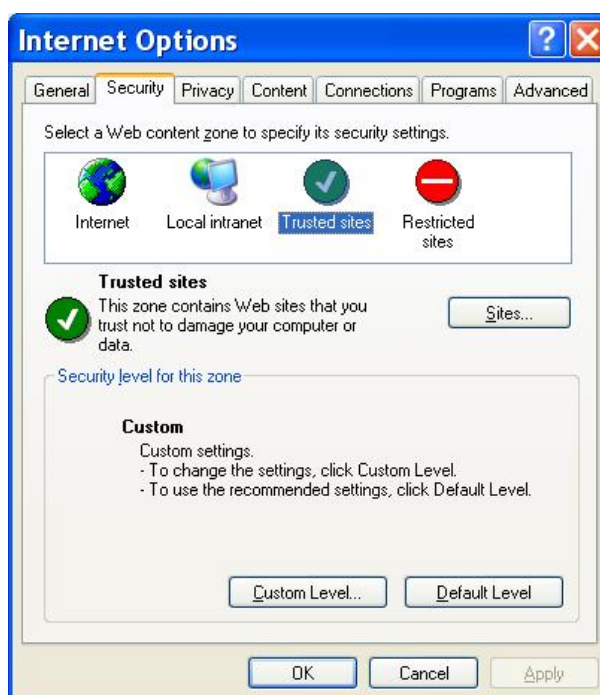 Internet Options
General Security Privacy Content Connections Programs Advanced
Select a Web content zone to specify its security settings.
Internet Local intranet Trusted sites Restricted
sites
Trusted sites
This zone contains Web sites that you
trust not to damage your computer or
data.
Sites...
Security level for this zone
Custom
Custom settings.
- To change the settings, click Custom Level.
- To use the recommended settings, click Default Level.
Custom Level... Default Level
OK Cancel Apply